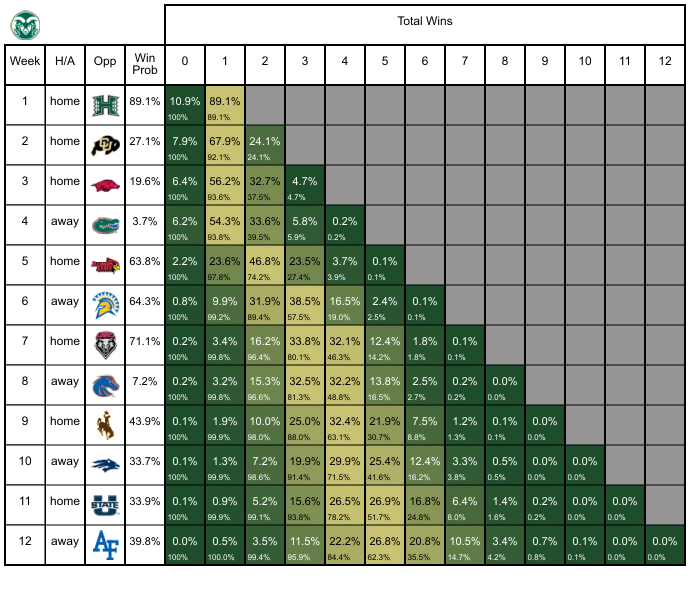 Total Wins
Week H/A Opp Win Prob 0 1 2 3 4 5 6 7 8 9 10 11 12
1 home H 89.1% 10.9% 89.1%
100% 89.1%
2 home CU 27.1% 7.9% 67.9% 24.1%
100% 92.1% 24.1%
3 home 19.6% 6.4% 56.2% 32.7% 4.7%
100% 93.6% 37.5% 4.7%
4 away 3.7% 6.2% 54.3% 33.6% 5.8% 0.2%
100% 93.8% 39.5% 5.9% 0.2%
5 home 63.8% 2.2% 23.6% 46.8% 23.5% 3.7% 0.1%
100% 97.8% 74.2% 27.4% 3.9% 0.1%
6 away 64.3% 0.8% 9.9% 31.9% 38.5% 16.5% 2.4% 0.1%
100% 99.2% 89.4% 57.5% 19.0% 2.5% 0.1%
7 home 71.1% 0.2% 3.4% 16.2% 33.8% 32.1% 12.4% 1.8% 0.1%
100% 99.8% 96.4% 80.1% 46.3% 14.2% 1.8% 0.1%
8 away 7.2% 0.2% 3.2% 15.3% 32.5% 32.2% 13.8% 2.5% 0.2% 0.0%
100% 99.8% 96.6% 81.3% 48.8% 16.5% 2.7% 0.2% 0.0%
9 home 43.9% 0.1% 1.9% 10.0% 25.0% 32.4% 21.9% 7.5% 1.2% 0.1% 0.0%
100% 99.9% 98.0% 88.0% 63.1% 30.7% 8.8% 1.3% 0.1% 0.0%
10 away 33.7% 0.1% 1.3% 7.2% 19.9% 29.9% 25.4% 12.4% 3.3% 0.5% 0.0% 0.0%
100% 99.9% 98.6% 91.4% 71.5% 41.6% 16.2% 3.8% 0.5% 0.0% 0.0%
11 home U STATE 33.9% 0.1% 0.9% 5.2% 15.6% 26.5% 26.9% 16.8% 6.4% 1.4% 0.2% 0.0% 0.0%
100% 99.9% 99.1% 93.8% 78.2% 51.7% 24.8% 8.0% 1.6% 0.2% 0.0% 0.0%
12 away AF 39.8% 0.0% 0.5% 3.5% 11.5% 22.2% 26.8% 20.8% 10.5% 3.4% 0.7% 0.1% 0.0% 0.0%
100% 100.0% 99.4% 95.9% 84.4% 62.3% 35.5% 14.7% 4.2% 0.8% 0.1% 0.0% 0.0%